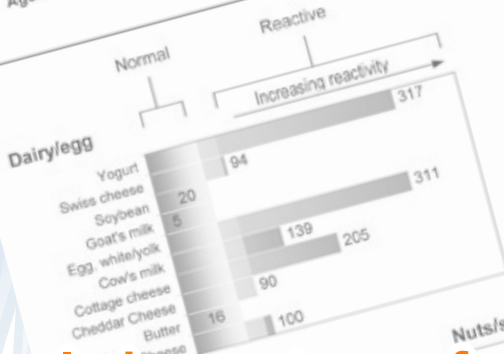 Normal
Reactive
Increasing reactivity
Dairy/egg
Yogurt 317
Swiss cheese 94
Soybean 20
Goat's milk 5
Egg, white/yolk 311
Cow's milk 139
Cottage cheese 205
Cheddar Cheese 90
Butter 16
cheese 100
Nuts/s